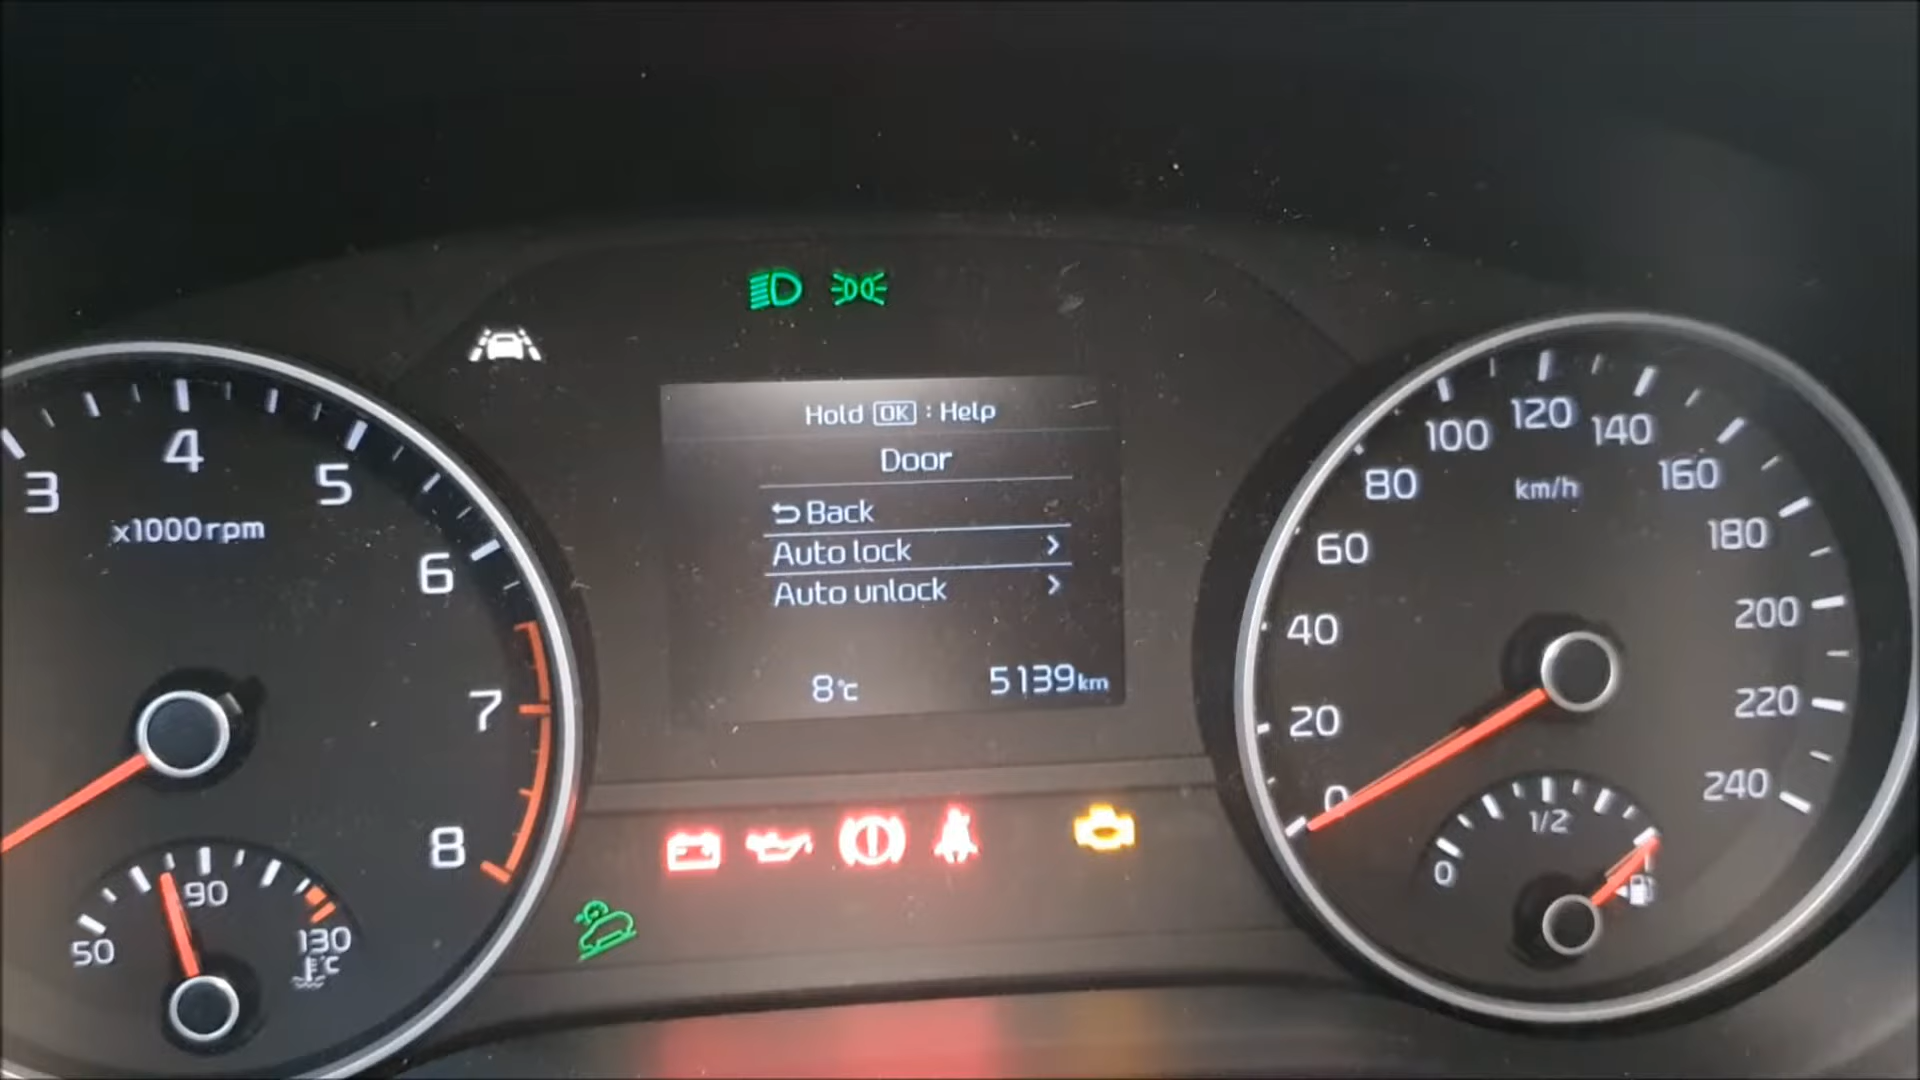 Hold OK : Help
Door
Back
Auto lock >
Auto unlock >
8°c
5139km
3
4
5
6
7
8
x1000rpm
50
90
130
°C
0
20
40
60
80
100
120
140
160
180
200
220
240
km/h
0
1/2
1